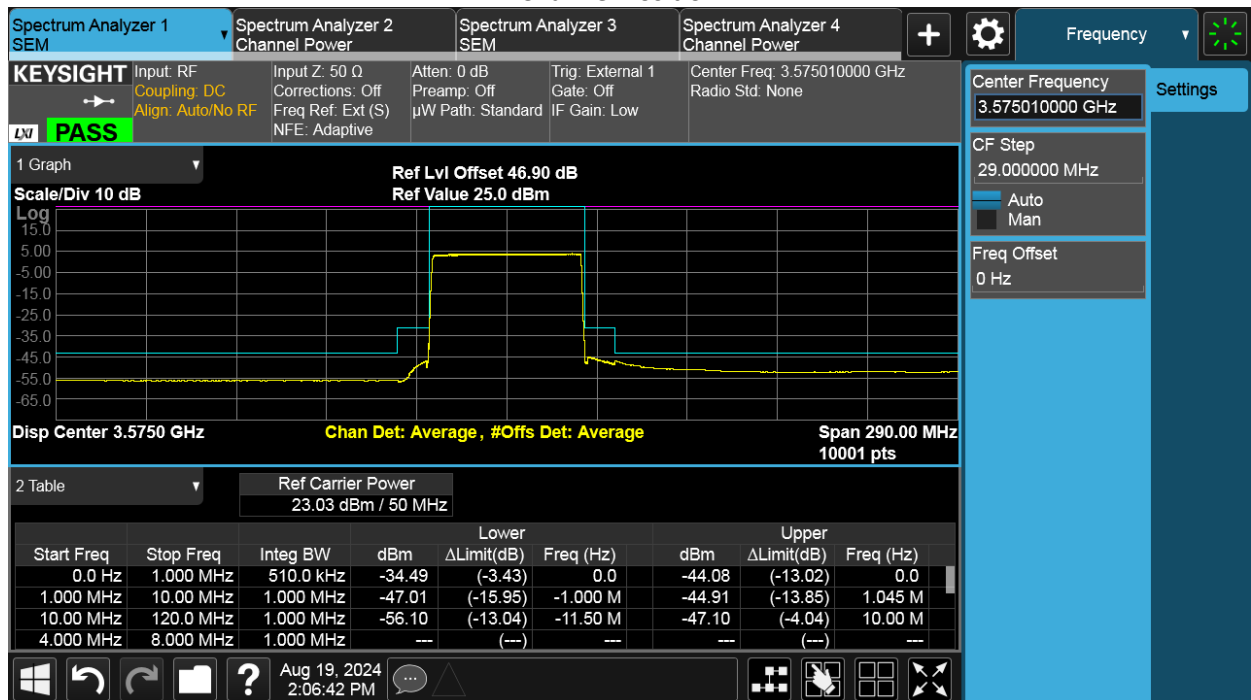 Spectrum Analyzer 1
SEM
Spectrum Analyzer 2
Channel Power
Spectrum Analyzer 3
SEM
Spectrum Analyzer 4
Channel Power
Frequency
KEYSIGHT
LXI PASS
Input: RF
Coupling: DC
Align: Auto/No RF
Input Z: 50 Ω
Corrections: Off
Freq Ref: Ext (S)
NFE: Adaptive
Atten: 0 dB
Preamp: Off
µW Path: Standard
Trig: External 1
Gate: Off
IF Gain: Low
Center Freq: 3.575010000 GHz
Radio Std: None
Center Frequency
3.575010000 GHz
Settings
CF Step
29.000000 MHz
Auto
Man
Freq Offset
0 Hz
1 Graph
Scale/Div 10 dB
Ref Lvl Offset 46.90 dB
Ref Value 25.0 dBm
Log
15.0
5.00
-5.00
-15.0
-25.0
-35.0
-45.0
-55.0
-65.0
Disp Center 3.5750 GHz
Chan Det: Average, #Offs Det: Average
Span 290.00 MHz
10001 pts
2 Table
Ref Carrier Power
23.03 dBm / 50 MHz
Lower Upper
Start Freq Stop Freq Integ BW dBm ΔLimit(dB) Freq (Hz) dBm ΔLimit(dB) Freq (Hz)
0.0 Hz 1.000 MHz 510.0 kHz -34.49 (-3.43) 0.0 -44.08 (-13.02) 0.0
1.000 MHz 10.00 MHz 1.000 MHz -47.01 (-15.95) -1.000 M -44.91 (-13.85) 1.045 M
10.00 MHz 120.0 MHz 1.000 MHz -56.10 (-13.04) -11.50 M -47.10 (-4.04) 10.00 M
4.000 MHz 8.000 MHz 1.000 MHz --- (---) --- --- (---) ---
Aug 19, 2024
2:06:42 PM